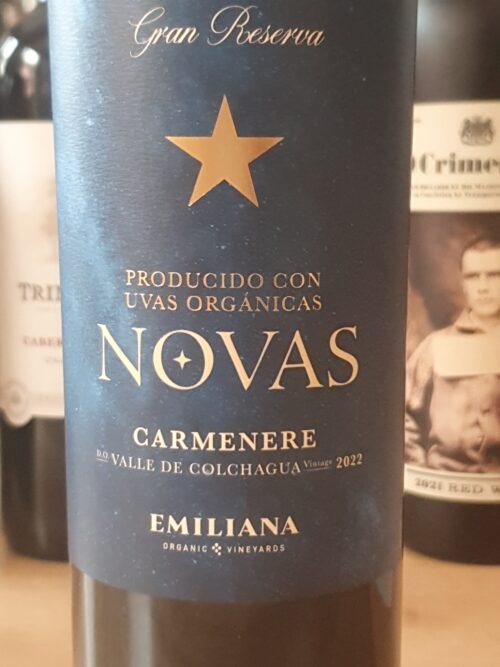 Gran Reserva
PRODUCIDO CON
UVAS ORGÁNICAS
NOVAS
CARMENERE
D.O. VALLE DE COLCHAGUA Vintage 2022
EMILIANA
ORGANIC VINEYARDS
2021 RED